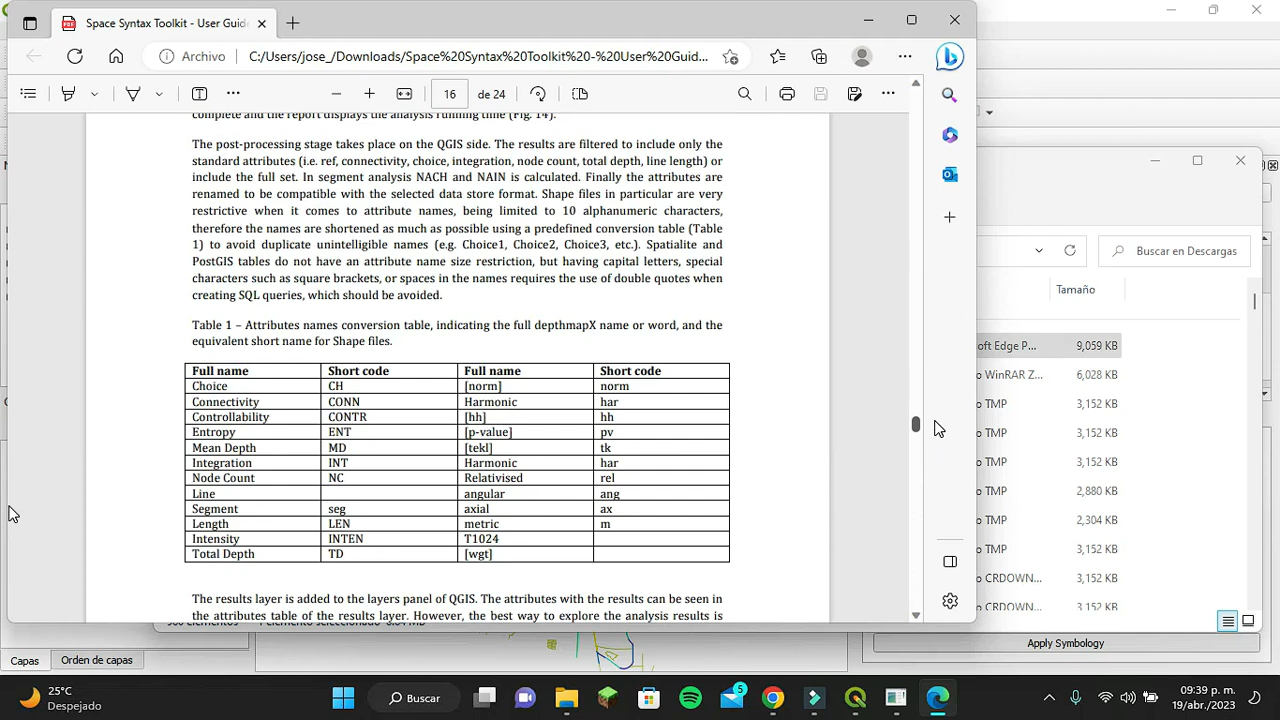 Space Syntax Toolkit - User Guide
Archivo
C:/Users/jose_/Downloads/Space%20Syntax%20Toolkit%20-%20User%20Guid...
16 de 24
complete and the report displays the analysis running time (Fig. 14).
The post-processing stage takes place on the QGIS side. The results are filtered to include only the
standard attributes (i.e. ref, connectivity, choice, integration, node count, total depth, line length) or
include the full set. In segment analysis NACH and NAIN is calculated. Finally the attributes are
renamed to be compatible with the selected data store format. Shape files in particular are very
restrictive when it comes to attribute names, being limited to 10 alphanumeric characters,
therefore the names are shortened as much as possible using a predefined conversion table (Table
1) to avoid duplicate unintelligible names (e.g. Choice1, Choice2, Choice3, etc.). Spatialite and
PostGIS tables do not have an attribute name size restriction, but having capital letters, special
characters such as square brackets, or spaces in the names requires the use of double quotes when
creating SQL queries, which should be avoided.
Table 1 – Attributes names conversion table, indicating the full depthmapX name or word, and the
equivalent short name for Shape files.
Full name Short code Full name Short code
Choice CH [norm] norm
Connectivity CONN Harmonic har
Controllability CONTR [hh] hh
Entropy ENT [p-value] pv
Mean Depth MD [tekl] tk
Integration INT Harmonic har
Node Count NC Relativised rel
Line angular ang
Segment seg axial ax
Length LEN metric m
Intensity INTEN T1024
Total Depth TD [wgt]
The results layer is added to the layers panel of QGIS. The attributes with the results can be seen in
the attributes table of the results layer. However, the best way to explore the analysis results is
Buscar en Descargas
Tamaño
oft Edge P... 9,059 KB
o WinRAR Z... 6,028 KB
o TMP 3,152 KB
o TMP 3,152 KB
o TMP 3,152 KB
o TMP 2,880 KB
o TMP 2,304 KB
o TMP 3,152 KB
o CRDOWN... 3,152 KB
o CRDOWN... 3,152 KB
Apply Symbology
Capas
Orden de capas
25°C
Despejado
Buscar
5
09:39 p. m.
19/abr./2023